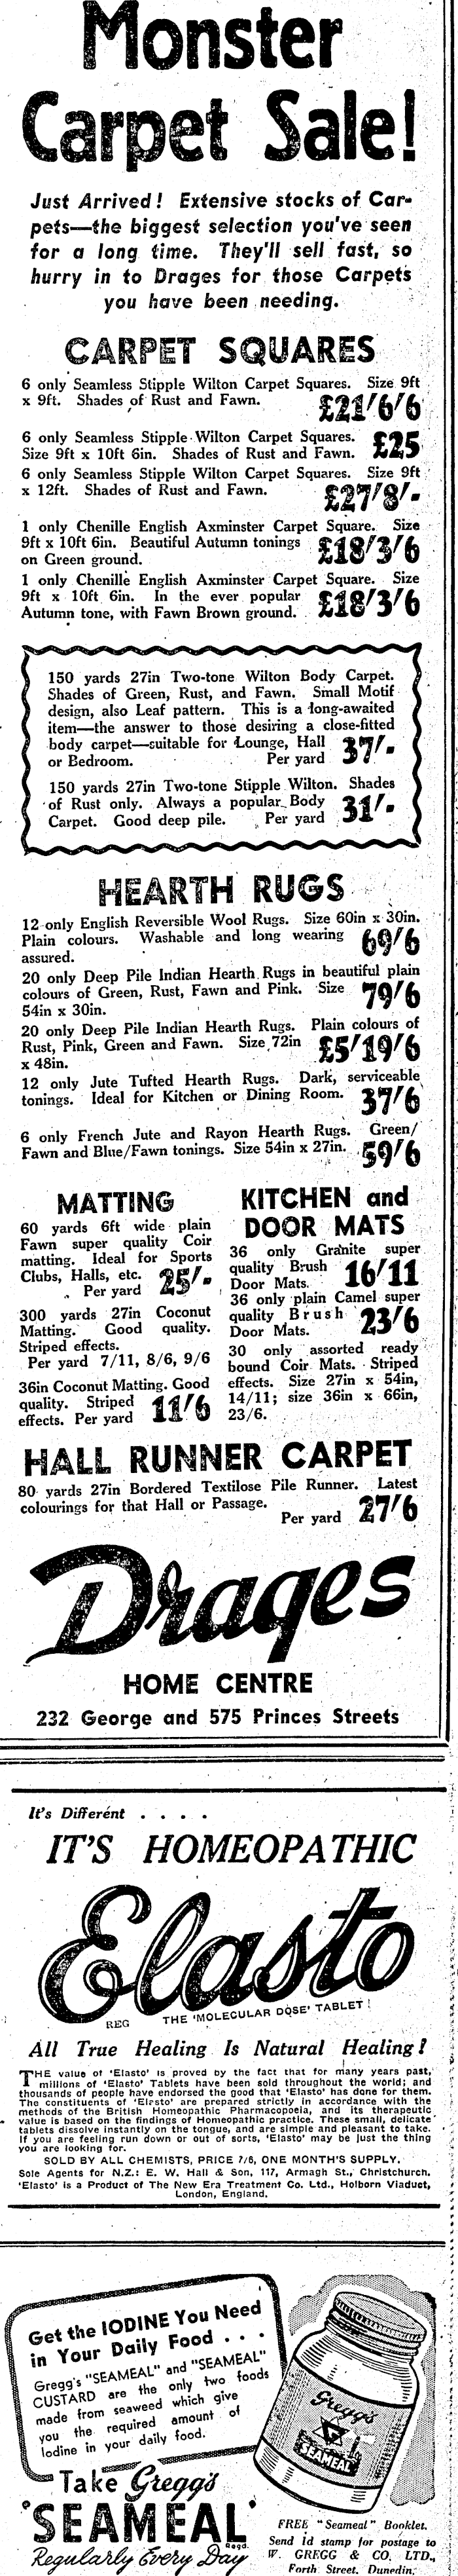 Monster
Carpet Sale!
Just Arrived! Extensive stocks of Car-
pets—the biggest selection you've seen
for a long time. They'll sell fast, so
hurry in to Drages for those Carpets
you have been needing.
CARPET SQUARES
6 only Seamless Stipple Wilton Carpet Squares. Size 9ft
x 9ft. Shades of Rust and Fawn. £21/6/6
6 only Seamless Stipple Wilton Carpet Squares.
Size 9ft x 10ft 6in. Shades of Rust and Fawn. £25
6 only Seamless Stipple Wilton Carpet Squares. Size 9ft
x 12ft. Shades of Rust and Fawn. £27/8/-
1 only Chenille English Axminster Carpet Square. Size
9ft x 10ft 6in. Beautiful Autumn tonings
on Green ground. £18/3/6
1 only Chenille English Axminster Carpet Square. Size
9ft x 10ft 6in. In the ever popular
Autumn tone, with Fawn Brown ground. £18/3/6
150 yards 27in Two-tone Wilton Body Carpet.
Shades of Green, Rust, and Fawn. Small Motif
design, also Leaf pattern. This is a long-awaited
item—the answer to those desiring a close-fitted
body carpet—suitable for Lounge, Hall
or Bedroom. Per yard 37/-
150 yards 27in Two-tone Stipple Wilton. Shades
of Rust only. Always a popular Body
Carpet. Good deep pile. Per yard 31/-
HEARTH RUGS
12 only English Reversible Wool Rugs. Size 60in x 30in.
Plain colours. Washable and long wearing
assured. 69/6
20 only Deep Pile Indian Hearth Rugs in beautiful plain
colours of Green, Rust, Fawn and Pink. Size
54in x 30in. 79/6
20 only Deep Pile Indian Hearth Rugs. Plain colours of
Rust, Pink, Green and Fawn. Size 72in
x 48in. £5/19/6
12 only Jute Tufted Hearth Rugs. Dark, serviceable
tonings. Ideal for Kitchen or Dining Room. 37/6
6 only French Jute and Rayon Hearth Rugs. Green/
Fawn and Blue/Fawn tonings. Size 54in x 27in. 59/6
MATTING
60 yards 6ft wide plain
Fawn super quality Coir
matting. Ideal for Sports
Clubs, Halls, etc.
Per yard 25/-
300 yards 27in Coconut
Matting. Good quality.
Striped effects.
Per yard 7/11, 8/6, 9/6
36in Coconut Matting. Good
quality. Striped
effects. Per yard 11/6
KITCHEN and
DOOR MATS
36 only Granite super
quality Brush
Door Mats. 16/11
36 only plain Camel super
quality Brush
Door Mats. 23/6
30 only assorted ready
bound Coir Mats. Striped
effects. Size 27in x 54in,
14/11; size 36in x 66in,
23/6.
HALL RUNNER CARPET
80 yards 27in Bordered Textilose Pile Runner. Latest
colourings for that Hall or Passage.
Per yard 27/6
Drages
HOME CENTRE
232 George and 575 Princes Streets
It's Different . . . .
IT'S HOMEOPATHIC
Elasto
REG THE 'MOLECULAR DOSE' TABLET!
All True Healing Is Natural Healing!
THE value of 'Elasto' is proved by the fact that for many years past,
millions of 'Elasto' Tablets have been sold throughout the world; and
thousands of people have endorsed the good that 'Elasto' has done for them.
The constituents of 'Elasto' are prepared strictly in accordance with the
methods of the British Homeopathic Pharmacopoeia, and its therapeutic
value is based on the findings of Homeopathic practice. These small, delicate
tablets dissolve instantly on the tongue, and are simple and pleasant to take.
If you are feeling run down or out of sorts, 'Elasto' may be just the thing
you are looking for.
SOLD BY ALL CHEMISTS, PRICE 7/6, ONE MONTH'S SUPPLY.
Sole Agents for N.Z.: E. W. Hall & Son, 117, Armagh St., Christchurch.
'Elasto' is a Product of The New Era Treatment Co. Ltd., Holborn Viaduct,
London, England.
Get the IODINE You Need
in Your Daily Food . . .
Gregg's "SEAMEAL" and "SEAMEAL"
CUSTARD are the only two foods
made from seaweed which give
you the required amount of
Iodine in your daily food.
Gregg's
SEAMEAL
Take Gregg's
'SEAMEAL'
Regd.
Regularly Every Day
FREE "Seameal" Booklet.
Send 1d stamp for postage to
W. GREGG & CO. LTD.,
Forth Street, Dunedin.